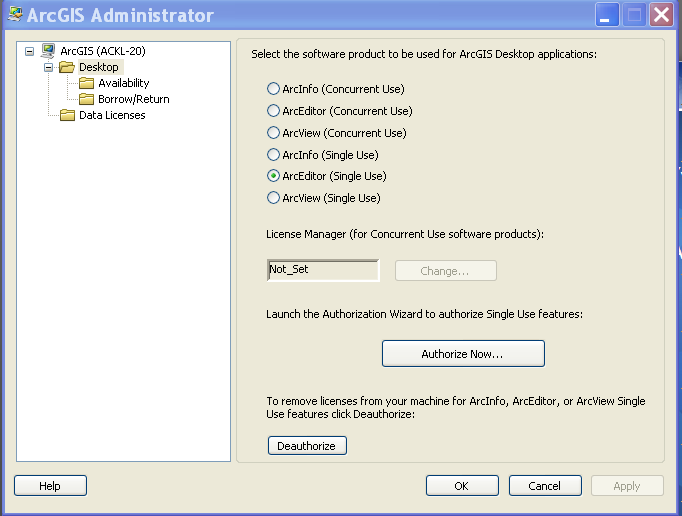 ArcGIS Administrator
ArcGIS (ACKL-20)
Desktop
Availability
Borrow/Return
Data Licenses
Select the software product to be used for ArcGIS Desktop applications:
ArcInfo (Concurrent Use)
ArcEditor (Concurrent Use)
ArcView (Concurrent Use)
ArcInfo (Single Use)
ArcEditor (Single Use)
ArcView (Single Use)
License Manager (for Concurrent Use software products):
Not_Set
Change...
Launch the Authorization Wizard to authorize Single Use features:
Authorize Now...
To remove licenses from your machine for ArcInfo, ArcEditor, or ArcView Single
Use features click Deauthorize:
Deauthorize
Help
OK
Cancel
Apply